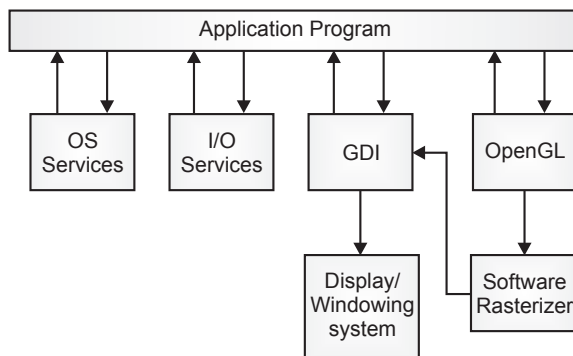 Application Program
OS
Services
I/O
Services
GDI
OpenGL
Display/
Windowing
system
Software
Rasterizer